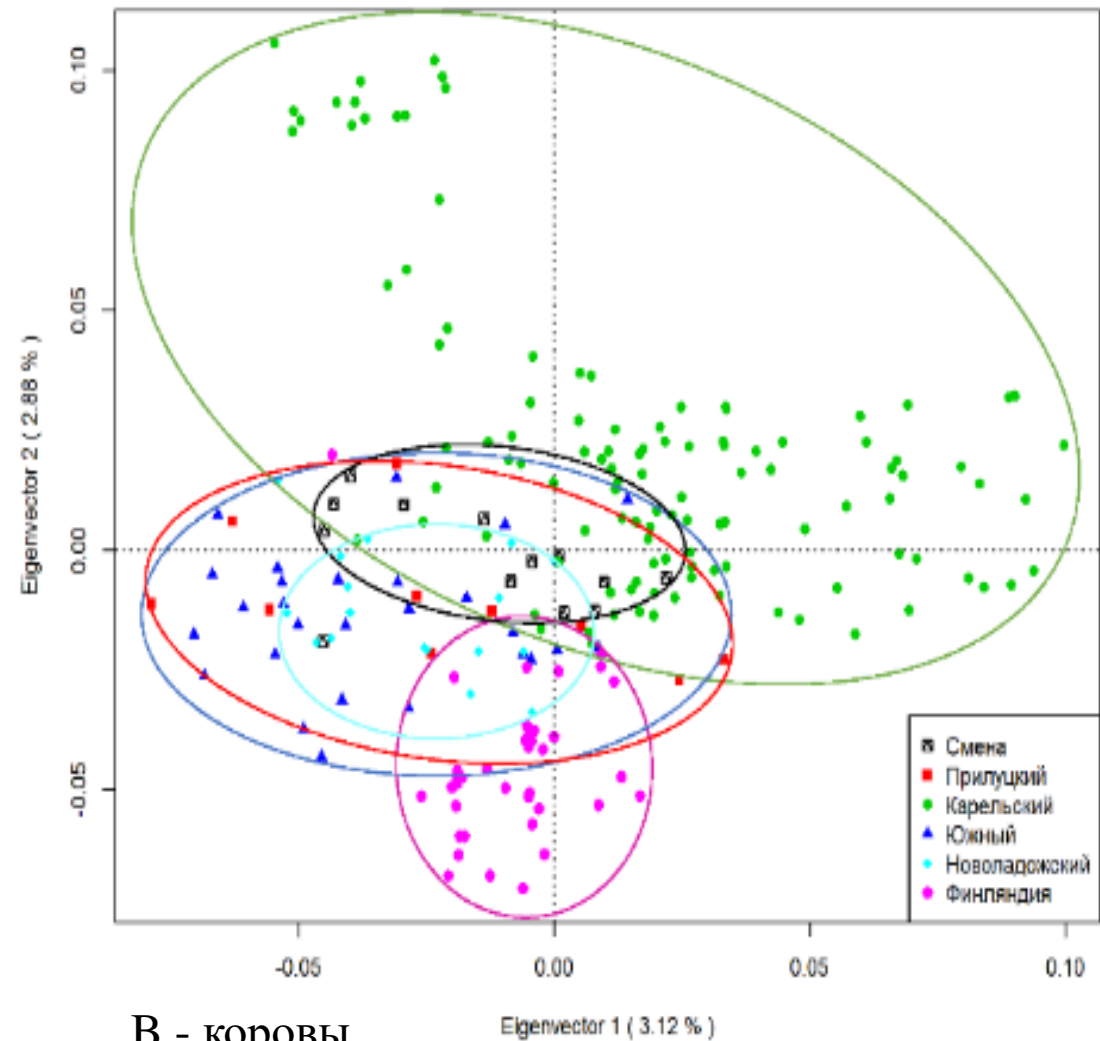 0.10
0.05
0.00
-0.05
Eigenvector 2 ( 2.88 % )
Смена
Прилуцкий
Карельский
Южный
Новоладожский
Финляндия
-0.05 0.00 0.05 0.10
В - коровы Eigenvector 1 ( 3.12 % )